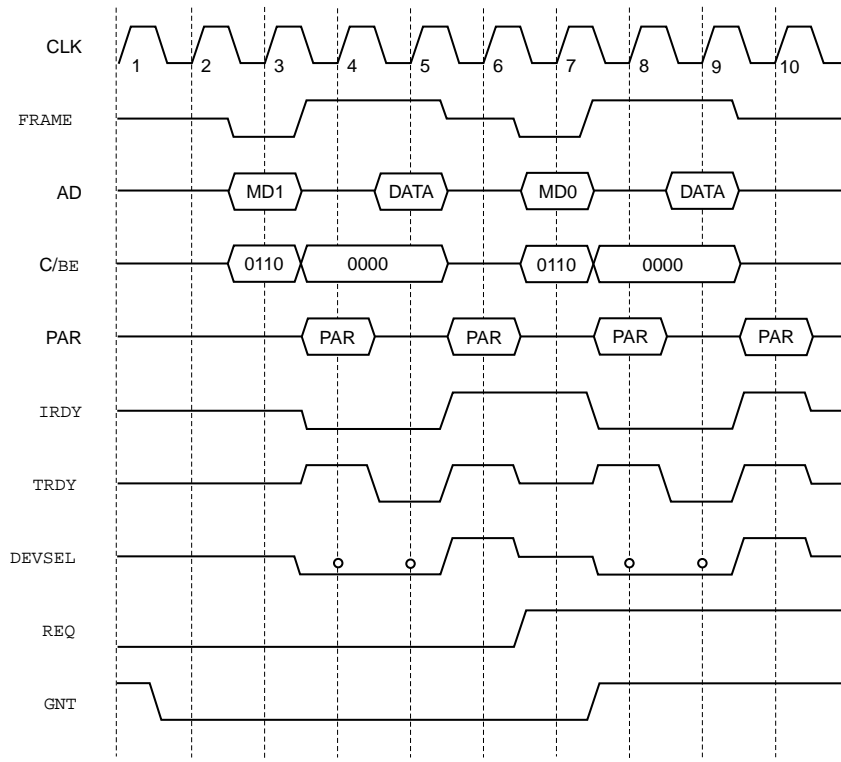 CLK
1 2 3 4 5 6 7 8 9 10
FRAME
AD MD1 DATA MD0 DATA
C/BE 0110 0000 0110 0000
PAR PAR PAR PAR PAR
IRDY
TRDY
DEVSEL
REQ
GNT